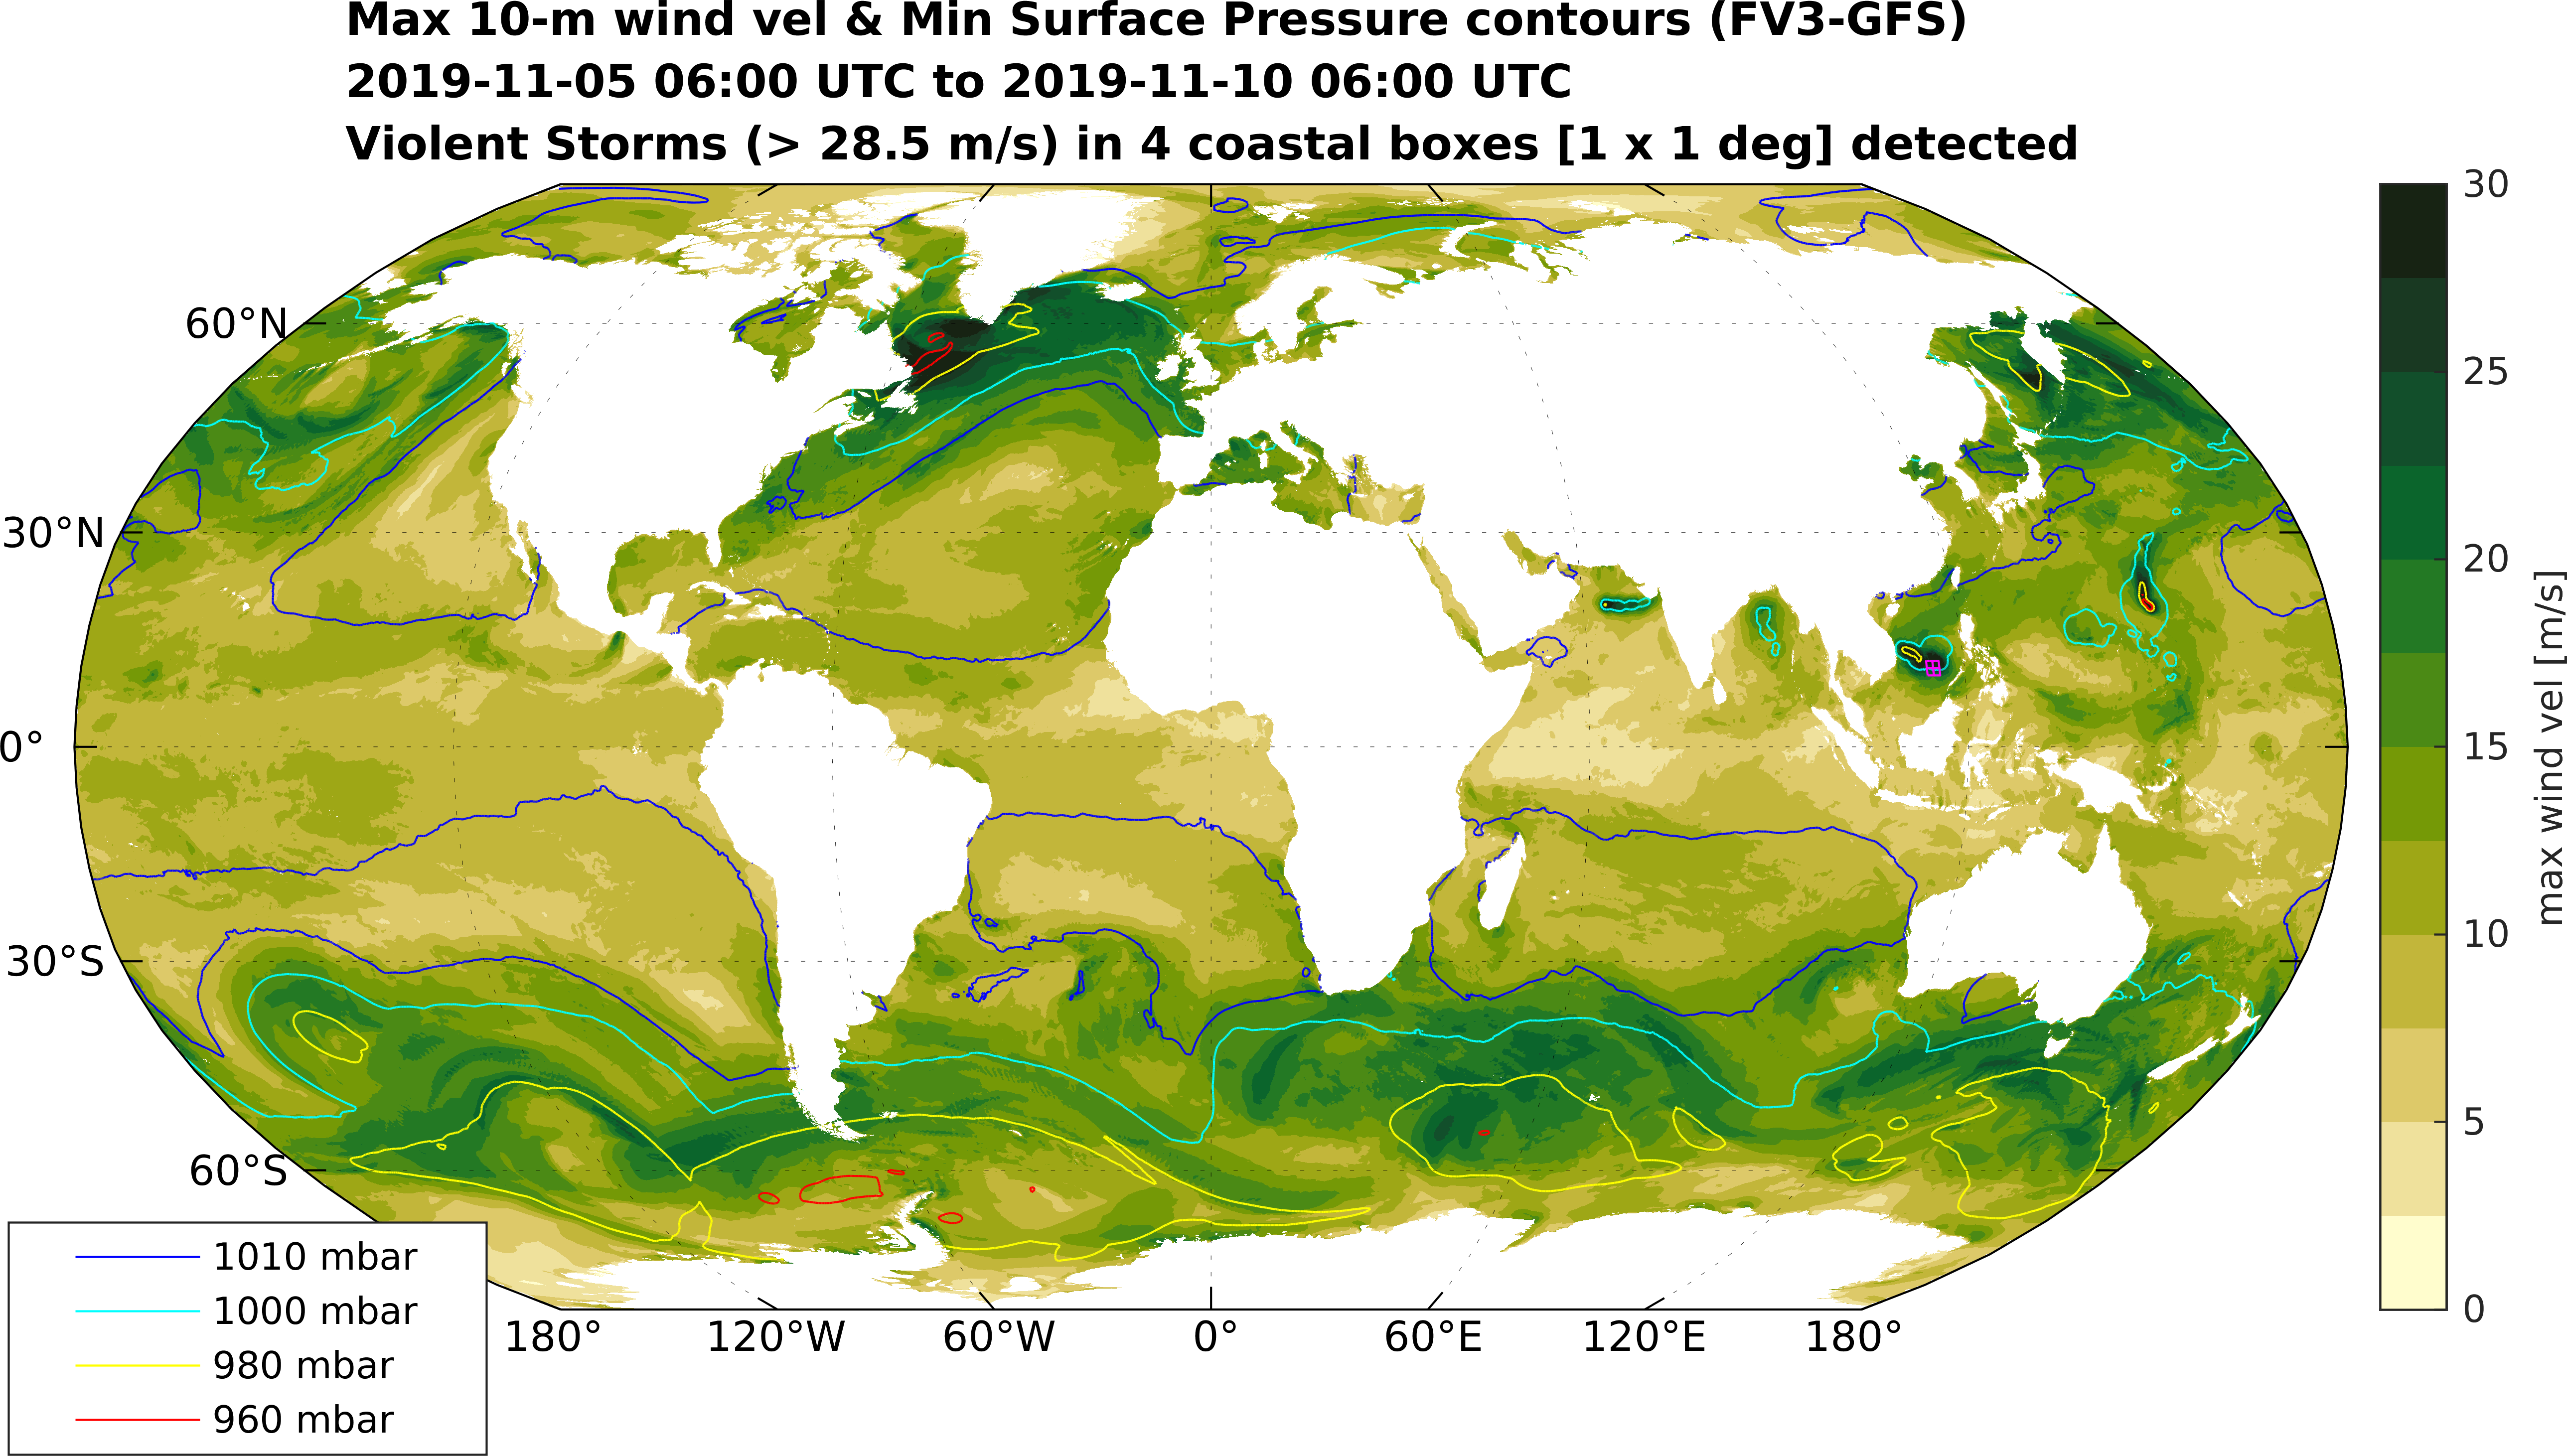 Max 10-m wind vel & Min Surface Pressure contours (FV3-GFS)
2019-11-05 06:00 UTC to 2019-11-10 06:00 UTC
Violent Storms (> 28.5 m/s) in 4 coastal boxes [1 x 1 deg] detected
60°N
30°N
0°
30°S
60°S
180°
120°W
60°W
0°
60°E
120°E
180°
1010 mbar
1000 mbar
980 mbar
960 mbar
30
25
20
15
10
5
0
max wind vel [m/s]